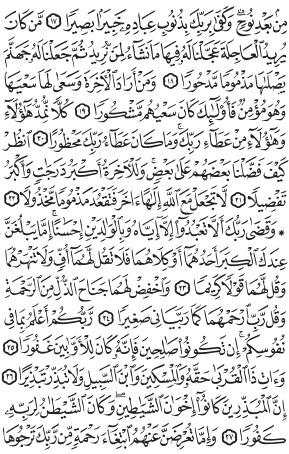 مِنۢ بَعْدِ نُوحٍ ۗ وَكَفَىٰ بِرَبِّكَ بِذُنُوبِ عِبَادِهِۦ خَبِيرًۢا بَصِيرًا ١٧ مَّن كَانَ
يُرِيدُ ٱلْعَاجِلَةَ عَجَّلْنَا لَهُۥ فِيهَا مَا نَشَآءُ لِمَن نُّرِيدُ ثُمَّ جَعَلْنَا لَهُۥ جَهَنَّمَ
يَصْلَىٰهَا مَذْمُومًا مَّدْحُورًا ١٨ وَمَنْ أَرَادَ ٱلْـَٔاخِرَةَ وَسَعَىٰ لَهَا سَعْيَهَا
وَهُوَ مُؤْمِنٌ فَأُو۟لَٰٓئِكَ كَانَ سَعْيُهُم مَّشْكُورًا ١٩ كُلًّا نُّمِدُّ هَٰٓؤُلَآءِ
وَهَٰٓؤُلَآءِ مِنْ عَطَآءِ رَبِّكَ ۚ وَمَا كَانَ عَطَآءُ رَبِّكَ مَحْظُورًا ٢٠ ٱنظُرْ
كَيْفَ فَضَّلْنَا بَعْضَهُمْ عَلَىٰ بَعْضٍ ۚ وَلَلْـَٔاخِرَةُ أَكْبَرُ دَرَجَٰتٍ وَأَكْبَرُ
تَفْضِيلًا ٢١ لَّا تَجْعَلْ مَعَ ٱللَّهِ إِلَٰهًا ءَاخَرَ فَتَقْعُدَ مَذْمُومًا مَّخْذُولًا ٢٢
۞ وَقَضَىٰ رَبُّكَ أَلَّا تَعْبُدُوٓا۟ إِلَّآ إِيَّاهُ وَبِٱلْوَٰلِدَيْنِ إِحْسَٰنًا ۚ إِمَّا يَبْلُغَنَّ
عِندَكَ ٱلْكِبَرَ أَحَدُهُمَآ أَوْ كِلَاهُمَا فَلَا تَقُل لَّهُمَآ أُفٍّ وَلَا تَنْهَرْهُمَا
وَقُل لَّهُمَا قَوْلًا كَرِيمًا ٢٣ وَٱخْفِضْ لَهُمَا جَنَاحَ ٱلذُّلِّ مِنَ ٱلرَّحْمَةِ
وَقُل رَّبِّ ٱرْحَمْهُمَا كَمَا رَبَّيَانِى صَغِيرًا ٢٤ رَّبُّكُمْ أَعْلَمُ بِمَا فِى
نُفُوسِكُمْ ۚ إِن تَكُونُوا۟ صَٰلِحِينَ فَإِنَّهُۥ كَانَ لِلْأَوَّٰبِينَ غَفُورًا ٢٥
وَءَاتِ ذَا ٱلْقُرْبَىٰ حَقَّهُۥ وَٱلْمِسْكِينَ وَٱبْنَ ٱلسَّبِيلِ وَلَا تُبَذِّرْ تَبْذِيرًا ٢٦
إِنَّ ٱلْمُبَذِّرِينَ كَانُوٓا۟ إِخْوَٰنَ ٱلشَّيَٰطِينِ ۖ وَكَانَ ٱلشَّيْطَٰنُ لِرَبِّهِۦ
كَفُورًا ٢٧ وَإِمَّا تُعْرِضَنَّ عَنْهُمُ ٱبْتِغَآءَ رَحْمَةٍ مِّن رَّبِّكَ تَرْجُوهَا